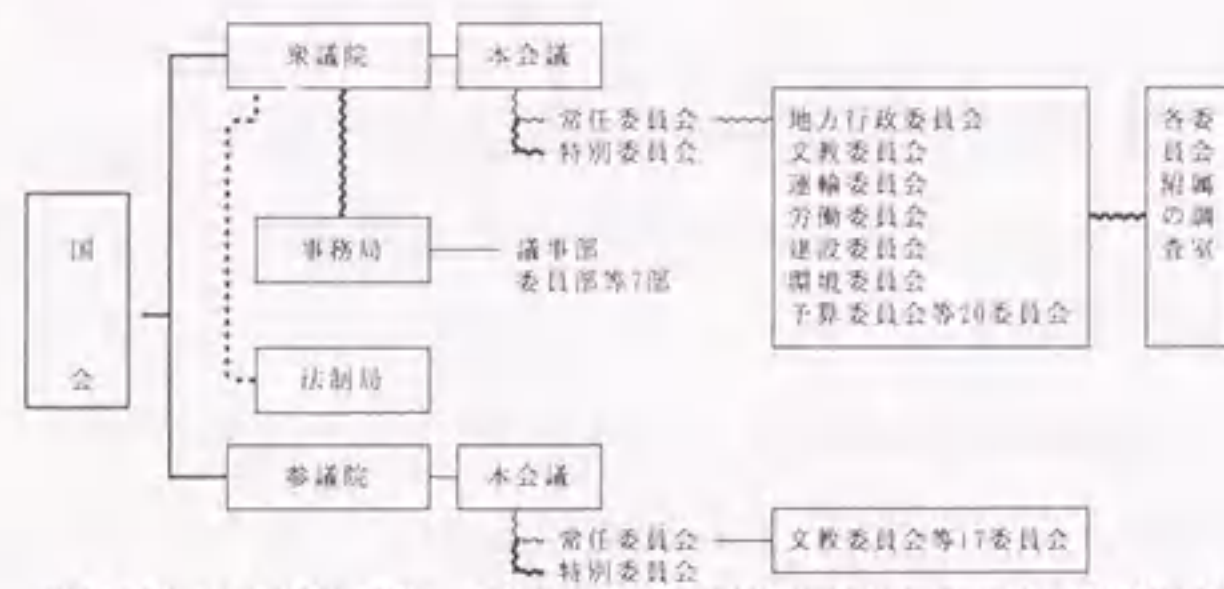 国会
衆議院
本会議
常任委員会
特別委員会
地方行政委員会
文教委員会
運輸委員会
労働委員会
建設委員会
環境委員会
予算委員会等20委員会
各委
員会
附属
の調
査室
事務局
議事部
委員部等7部
法制局
参議院
本会議
常任委員会
特別委員会
文教委員会等17委員会